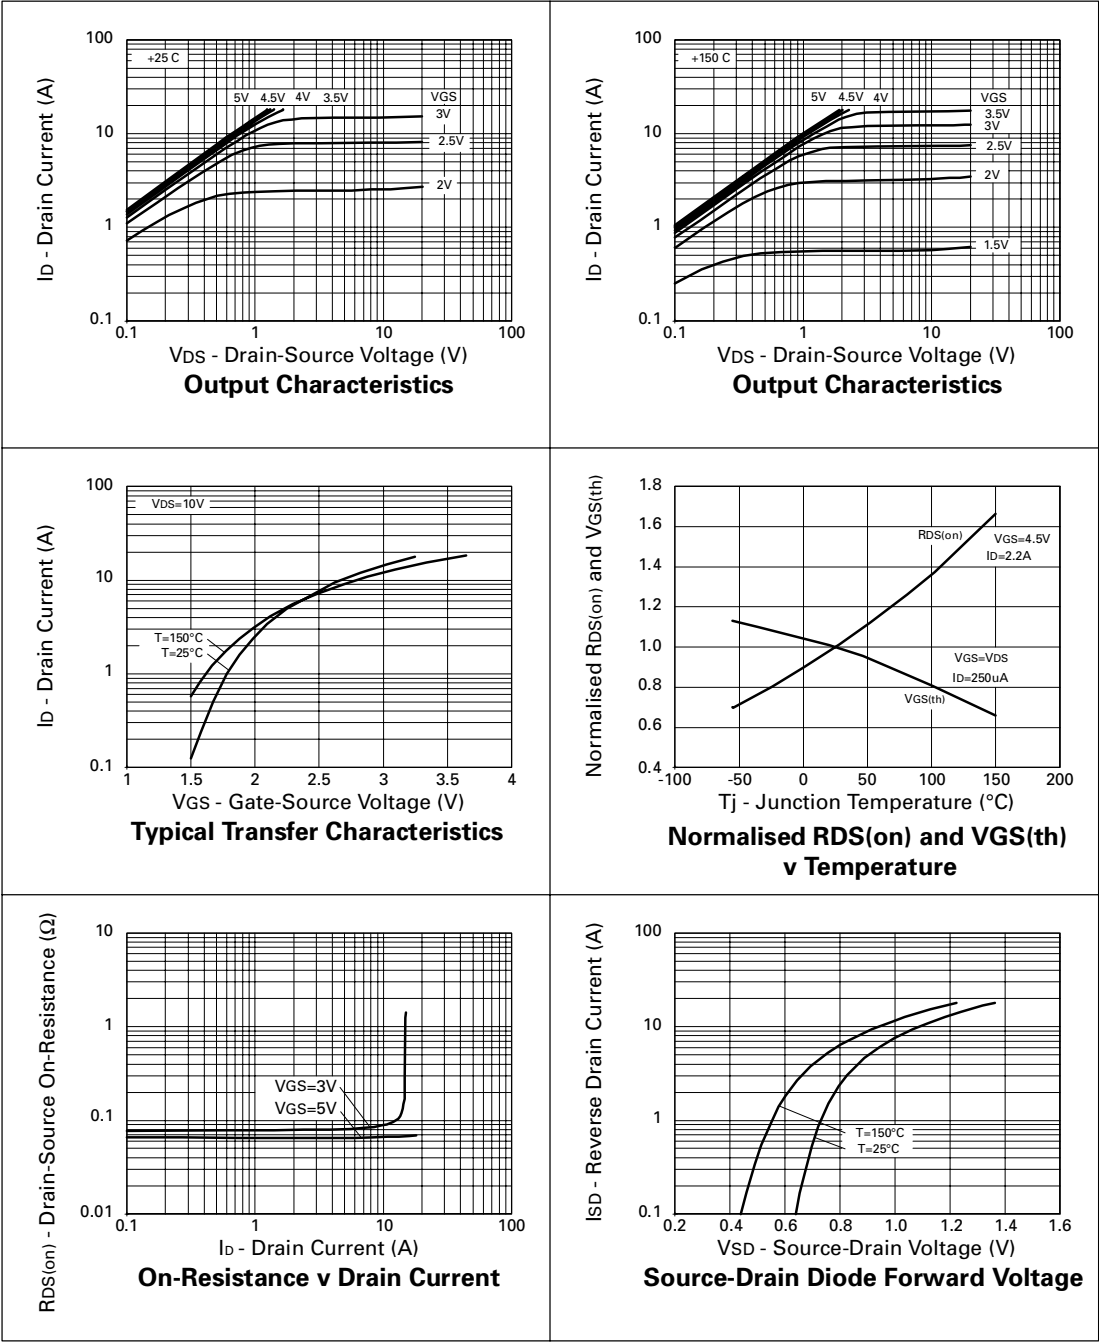 100
10
1
0.1
+25 C
5V 4.5V 4V 3.5V VGS
3V
2.5V
2V
0.1 1 10 100
ID - Drain Current (A)
VDS - Drain-Source Voltage (V)
Output Characteristics
100
10
1
0.1
+150 C
5V 4.5V 4V VGS
3.5V
3V
2.5V
2V
1.5V
0.1 1 10 100
ID - Drain Current (A)
VDS - Drain-Source Voltage (V)
Output Characteristics
100
10
1
0.1
VDS=10V
T=150°C
T=25°C
1 1.5 2 2.5 3 3.5 4
ID - Drain Current (A)
VGS - Gate-Source Voltage (V)
Typical Transfer Characteristics
1.8
1.6
1.4
1.2
1.0
0.8
0.6
0.4
RDS(on)
VGS=4.5V
ID=2.2A
VGS=VDS
ID=250uA
VGS(th)
-100 -50 0 50 100 150 200
Normalised RDS(on) and VGS(th)
Tj - Junction Temperature (°C)
Normalised RDS(on) and VGS(th)
v Temperature
10
1
0.1
0.01
VGS=3V
VGS=5V
0.1 1 10 100
RDS(on) - Drain-Source On-Resistance (Ω)
ID - Drain Current (A)
On-Resistance v Drain Current
100
10
1
0.1
T=150°C
T=25°C
0.2 0.4 0.6 0.8 1.0 1.2 1.4 1.6
ISD - Reverse Drain Current (A)
VSD - Source-Drain Voltage (V)
Source-Drain Diode Forward Voltage